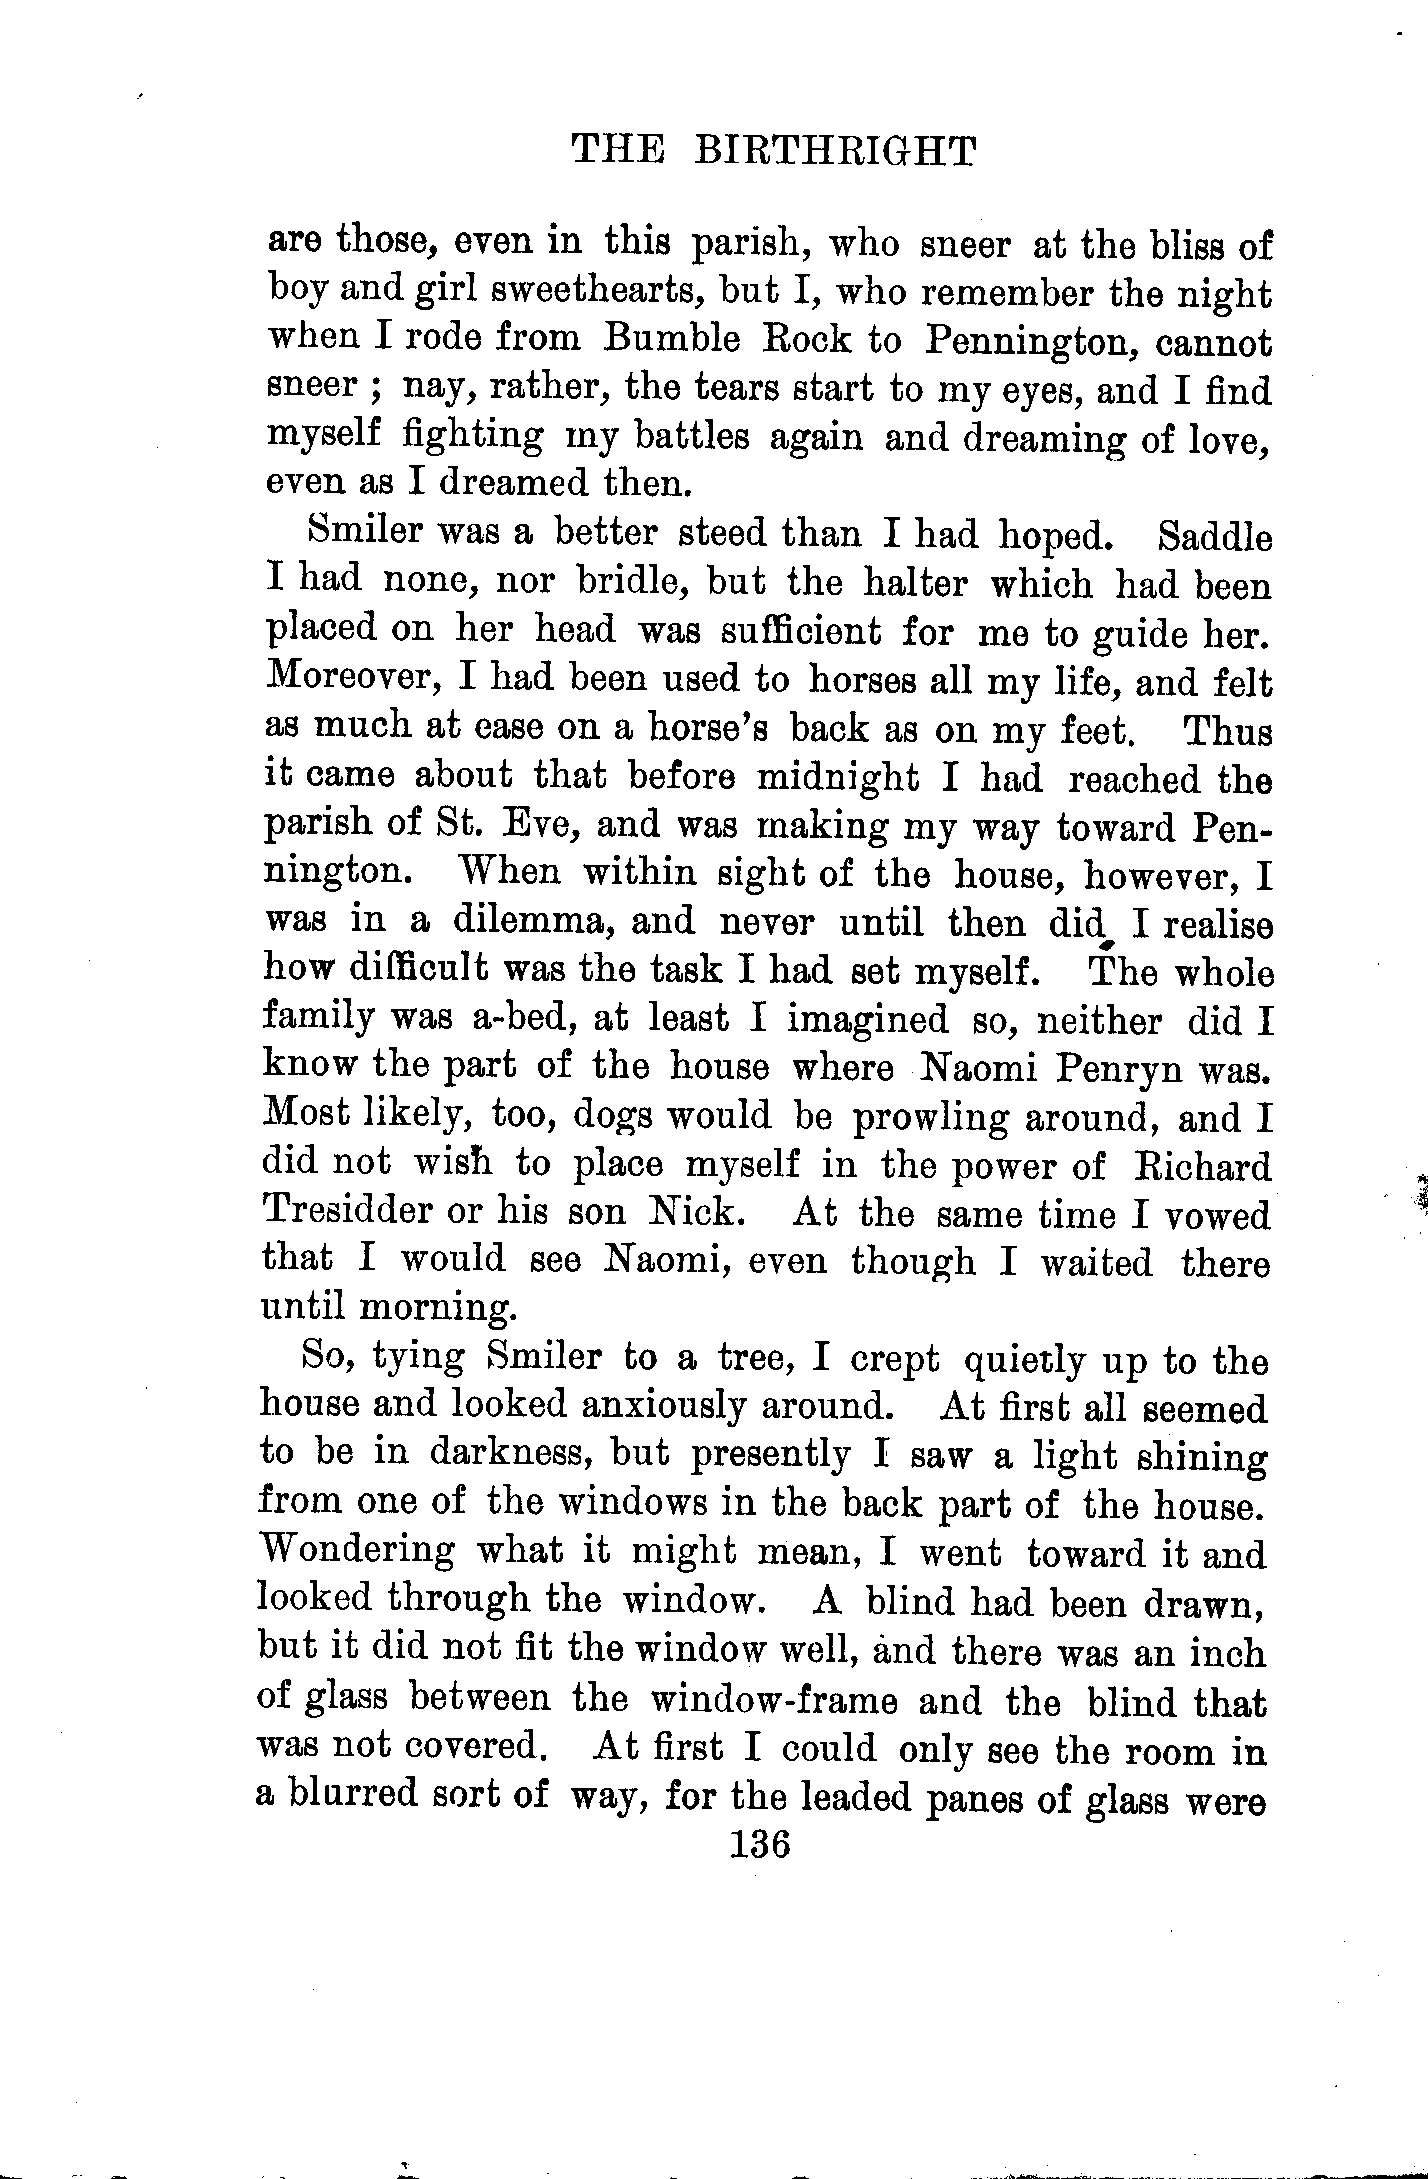 THE BIRTHRIGHT
are those, even in this parish, who sneer at the bliss of
boy and girl sweethearts, but I, who remember the night
when I rode from Bumble Rock to Pennington, cannot
sneer ; nay, rather, the tears start to my eyes, and I find
myself fighting my battles again and dreaming of love,
even as I dreamed then.
Smiler was a better steed than I had hoped. Saddle
I had none, nor bridle, but the halter which had been
placed on her head was sufficient for me to guide her.
Moreover, I had been used to horses all my life, and felt
as much at ease on a horse's back as on my feet. Thus
it came about that before midnight I had reached the
parish of St. Eve, and was making my way toward Pen-
nington. When within sight of the house, however, I
was in a dilemma, and never until then did I realise
how difficult was the task I had set myself. The whole
family was a-bed, at least I imagined so, neither did I
know the part of the house where Naomi Penryn was.
Most likely, too, dogs would be prowling around, and I
did not wish to place myself in the power of Richard
Tresidder or his son Nick. At the same time I vowed
that I would see Naomi, even though I waited there
until morning.
So, tying Smiler to a tree, I crept quietly up to the
house and looked anxiously around. At first all seemed
to be in darkness, but presently I saw a light shining
from one of the windows in the back part of the house.
Wondering what it might mean, I went toward it and
looked through the window. A blind had been drawn,
but it did not fit the window well, and there was an inch
of glass between the window-frame and the blind that
was not covered. At first I could only see the room in
a blurred sort of way, for the leaded panes of glass were
136